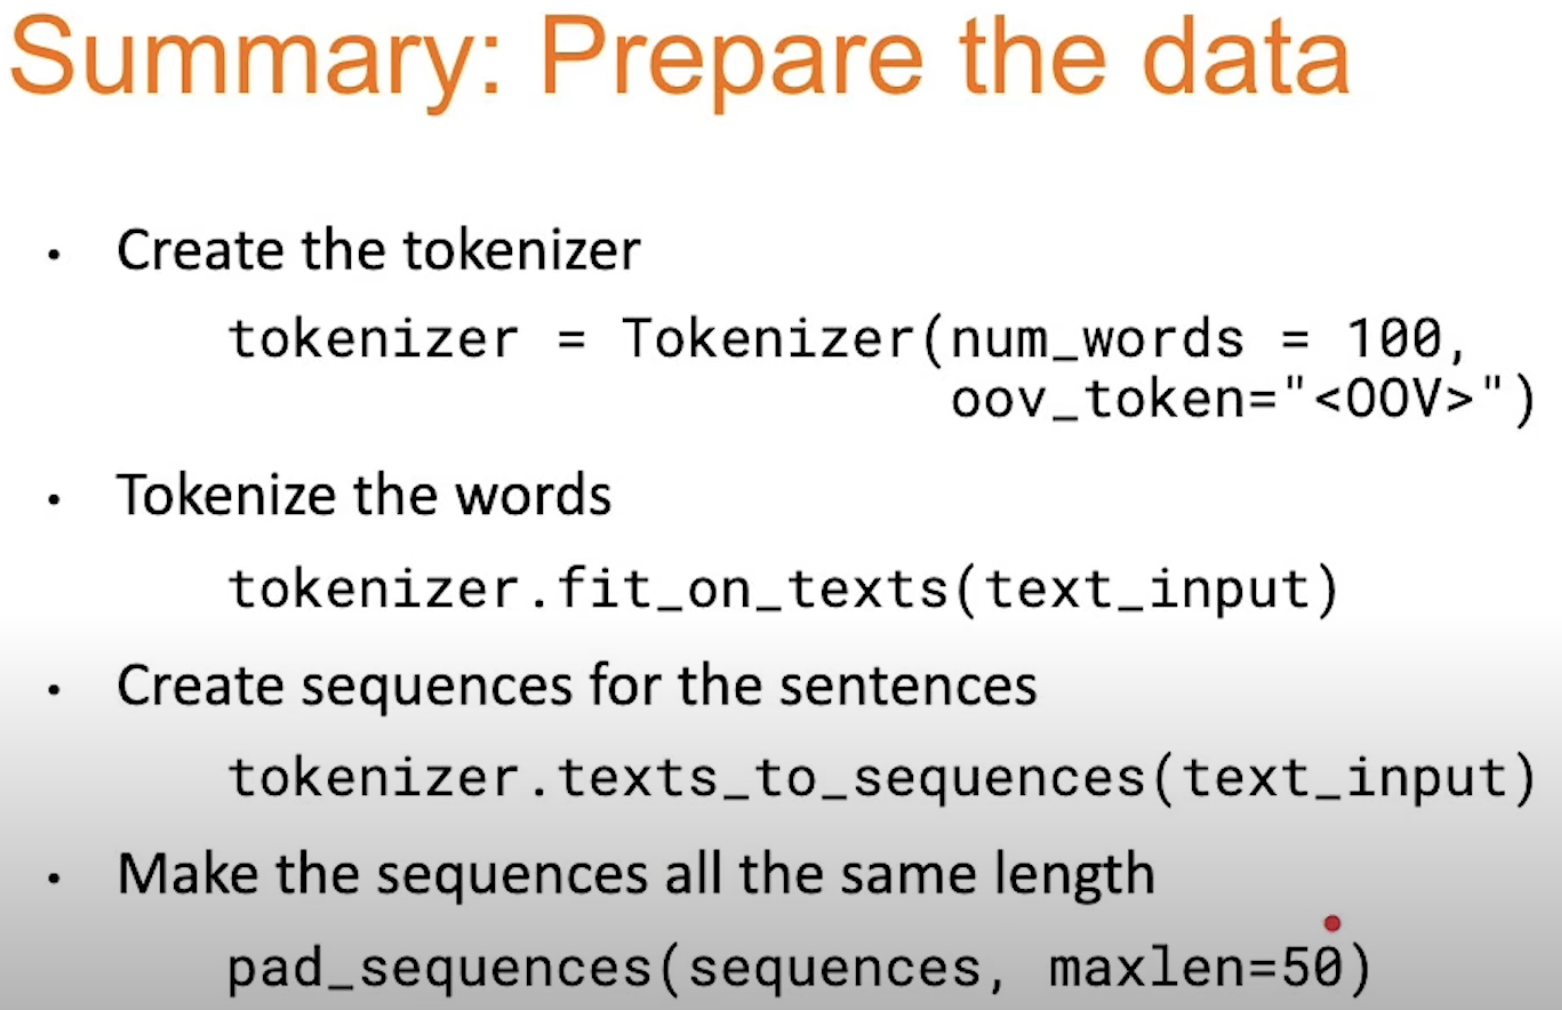 Summary: Prepare the data
• Create the tokenizer
tokenizer = Tokenizer(num_words = 100,
oov_token="<OOV>")
• Tokenize the words
tokenizer.fit_on_texts(text_input)
• Create sequences for the sentences
tokenizer.texts_to_sequences(text_input)
• Make the sequences all the same length
pad_sequences(sequences, maxlen=50)